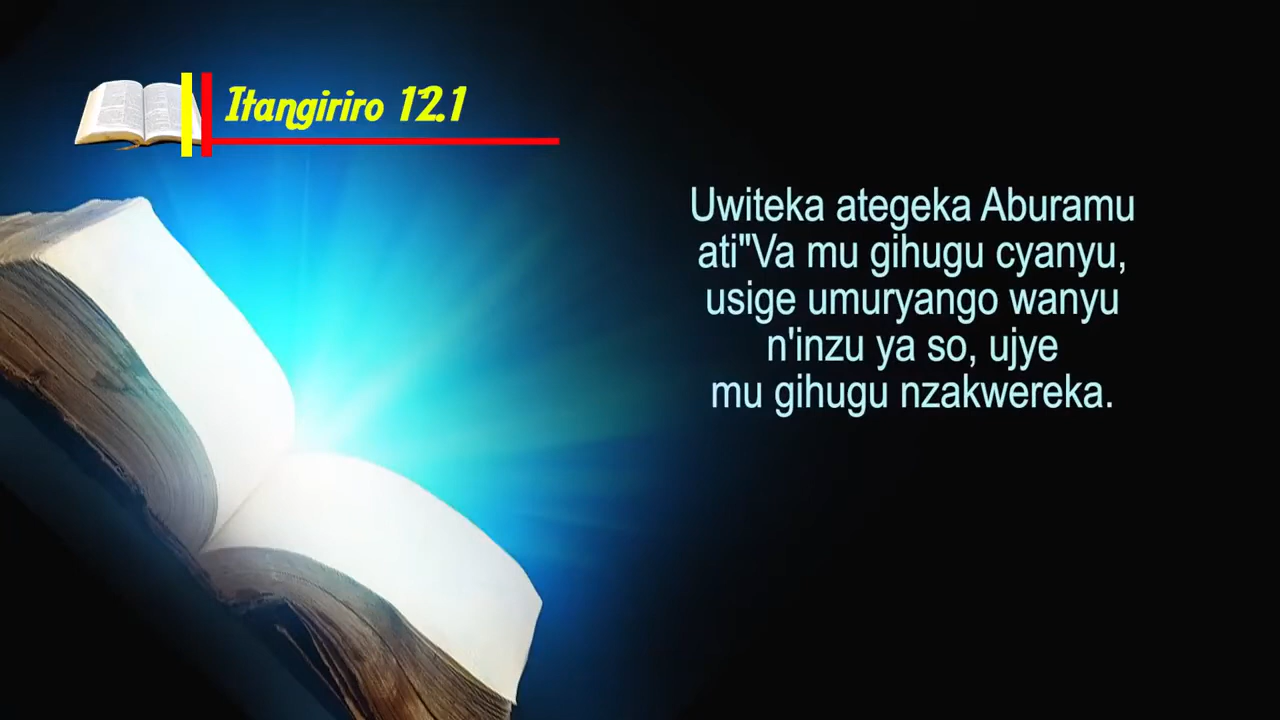 Itangiriro 12.1
Uwiteka ategeka Aburamu
ati"Va mu gihugu cyanyu,
usige umuryango wanyu
n'inzu ya so, ujye
mu gihugu nzakwereka.